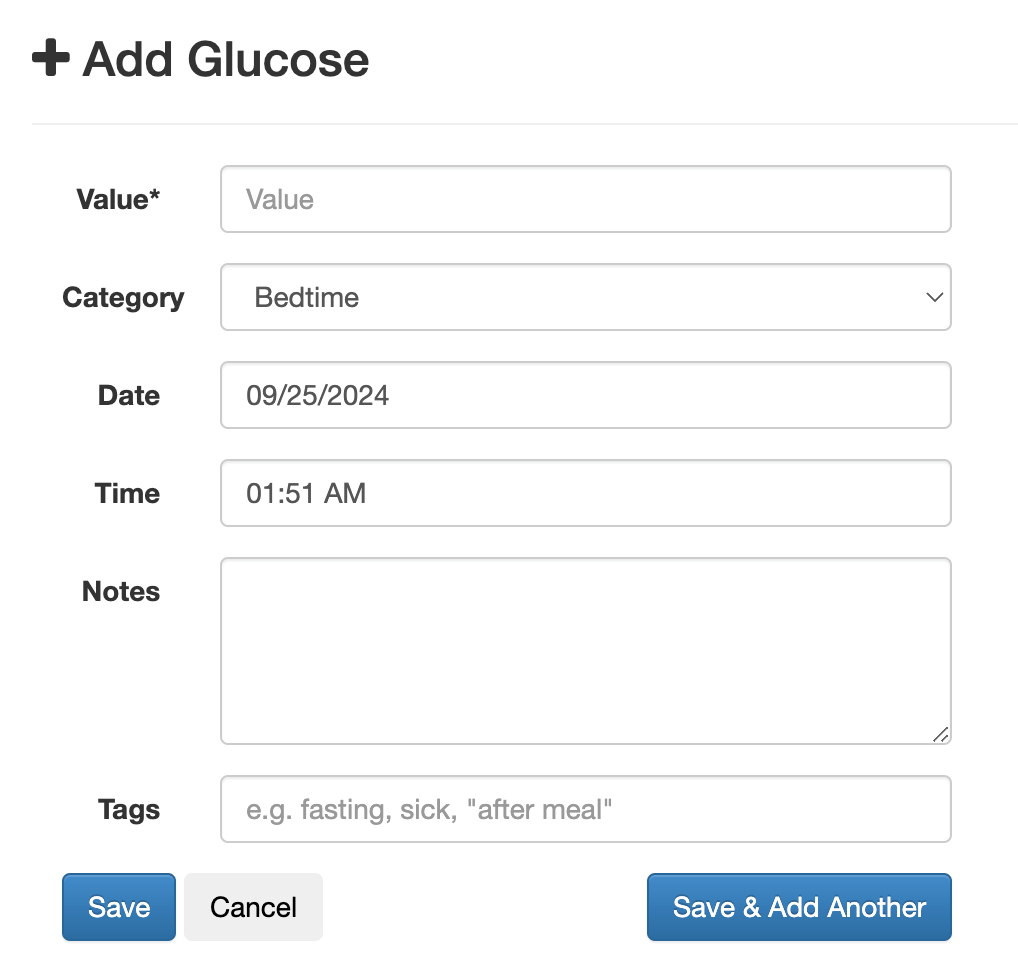 Add Glucose
Value* Value
Category Bedtime
Date 09/25/2024
Time 01:51 AM
Notes
Tags e.g. fasting, sick, "after meal"
Save Cancel Save & Add Another